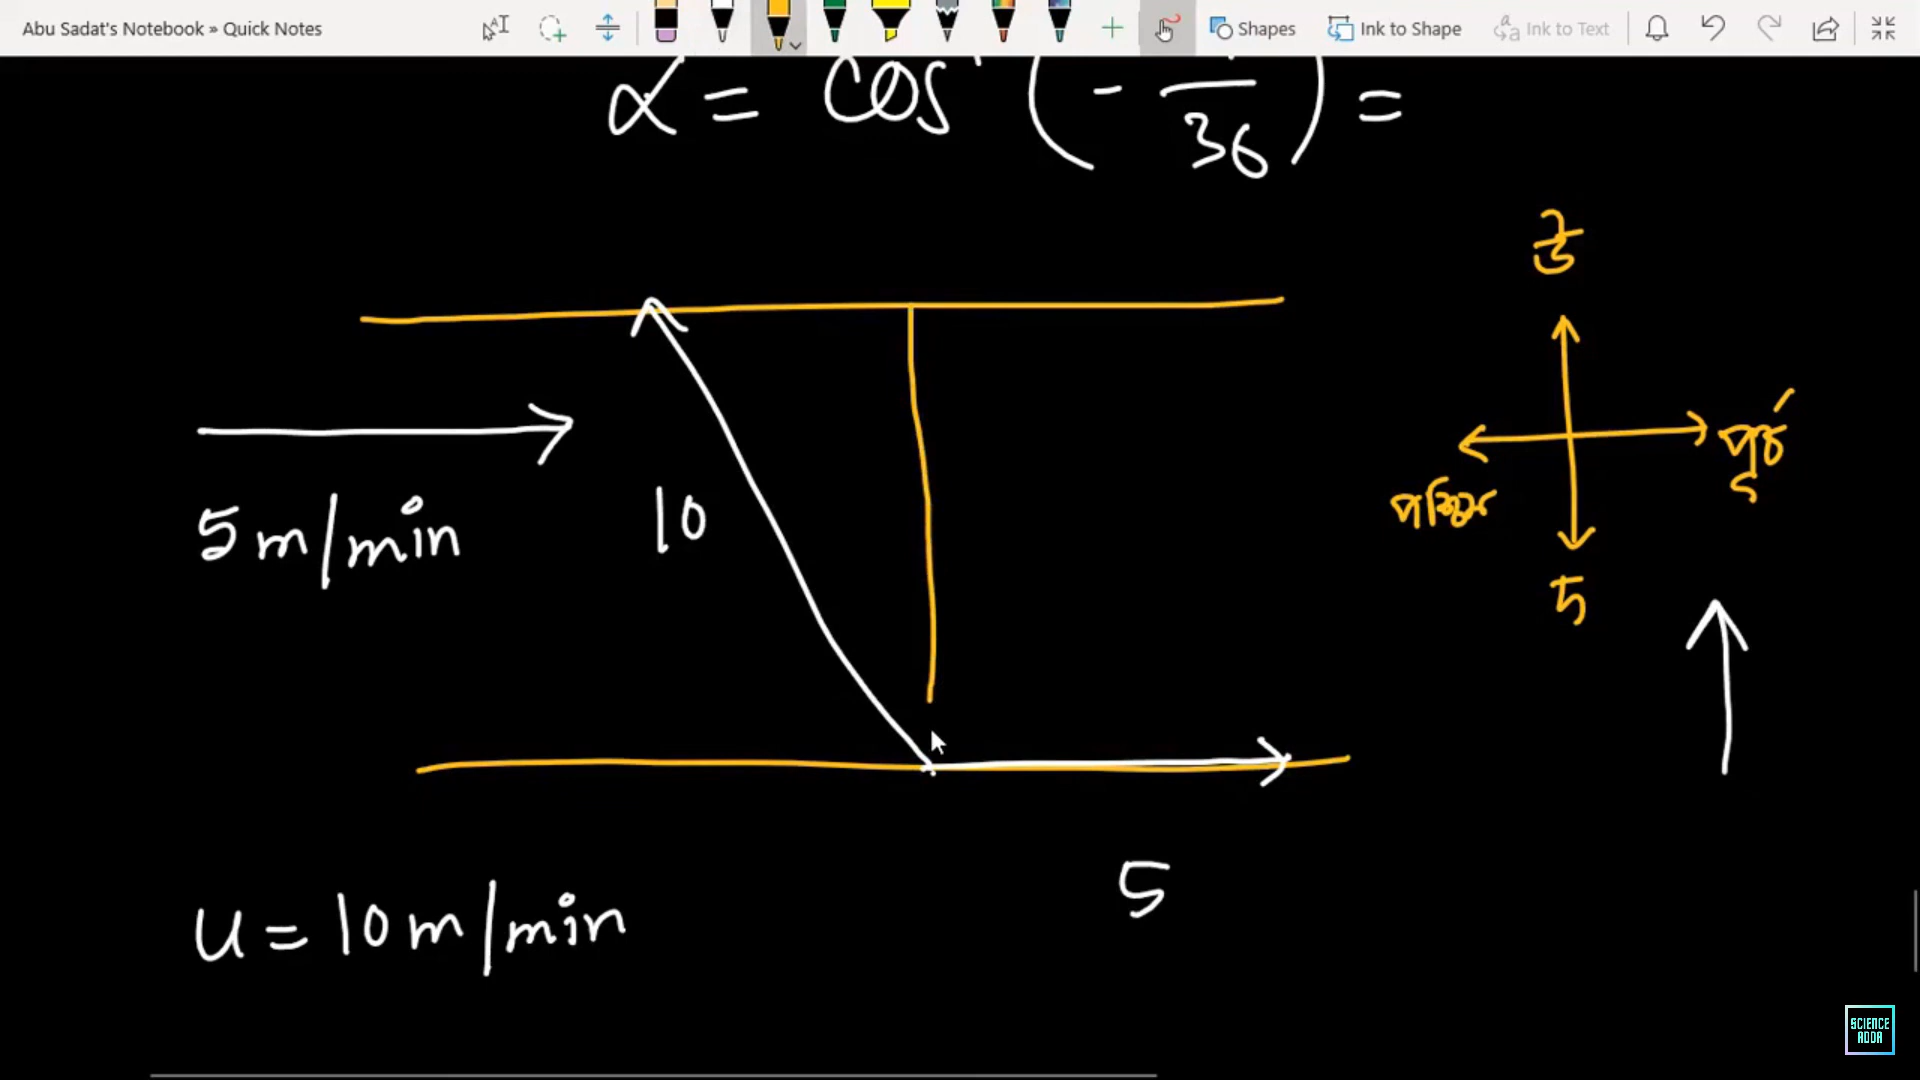 Abu Sadat's Notebook » Quick Notes
Shapes
Ink to Shape
Ink to Text
α = cos⁻ ( - /36 ) =
উ
পূর্ব
পশ্চিম
দ
5 m/min
10
5
u = 10 m/min
SCIENCE
ADDA